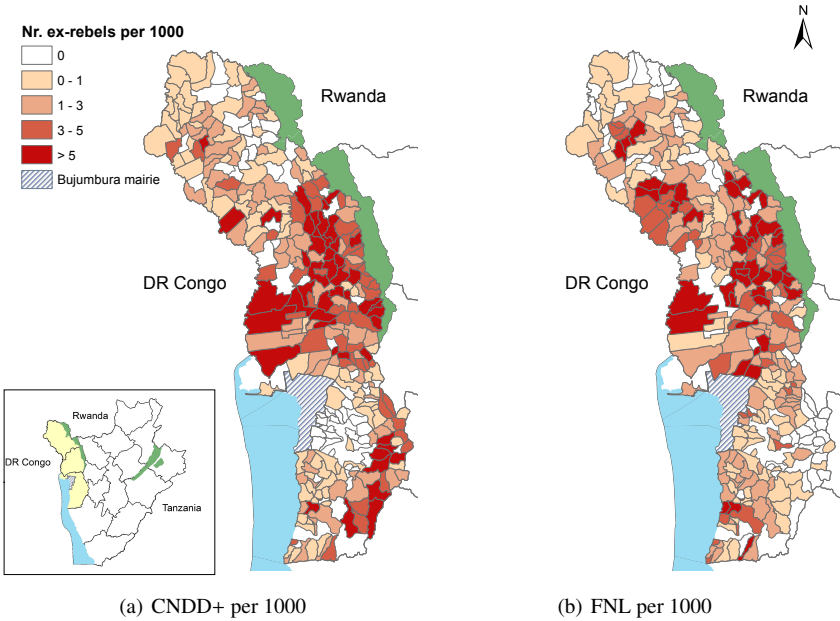 Nr. ex-rebels per 1000
0
0 - 1
1 - 3
3 - 5
> 5
Bujumbura mairie
Rwanda
DR Congo
Rwanda
DR Congo
Tanzania
N
Rwanda
DR Congo
(a) CNDD+ per 1000
(b) FNL per 1000